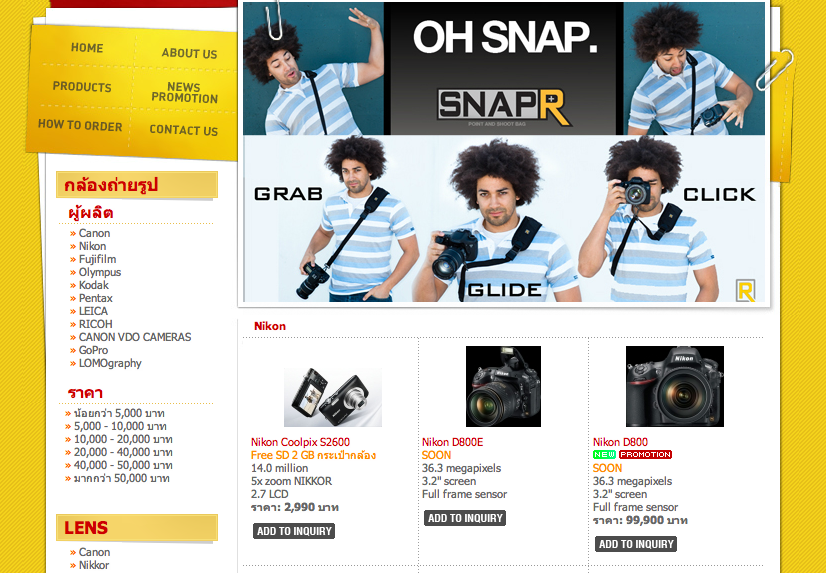 HOME
ABOUT US
PRODUCTS
NEWS
PROMOTION
HOW TO ORDER
CONTACT US
OH SNAP.
SNAPR
POINT AND SHOOT BAG
GRAB
GLIDE
CLICK
R
กล้องถ่ายรูป
ผู้ผลิต
» Canon
» Nikon
» Fujifilm
» Olympus
» Kodak
» Pentax
» LEICA
» RICOH
» CANON VDO CAMERAS
» GoPro
» LOMOgraphy
ราคา
» น้อยกว่า 5,000 บาท
» 5,000 - 10,000 บาท
» 10,000 - 20,000 บาท
» 20,000 - 40,000 บาท
» 40,000 - 50,000 บาท
» มากกว่า 50,000 บาท
LENS
» Canon
» Nikkor
Nikon
Nikon Coolpix S2600
Free SD 2 GB กระเป๋ากล้อง
14.0 million
5x zoom NIKKOR
2.7 LCD
ราคา: 2,990 บาท
ADD TO INQUIRY
Nikon D800E
SOON
36.3 megapixels
3.2" screen
Full frame sensor
ADD TO INQUIRY
Nikon
Nikon D800
NEW PROMOTION
SOON
36.3 megapixels
3.2" screen
Full frame sensor
ราคา: 99,900 บาท
ADD TO INQUIRY